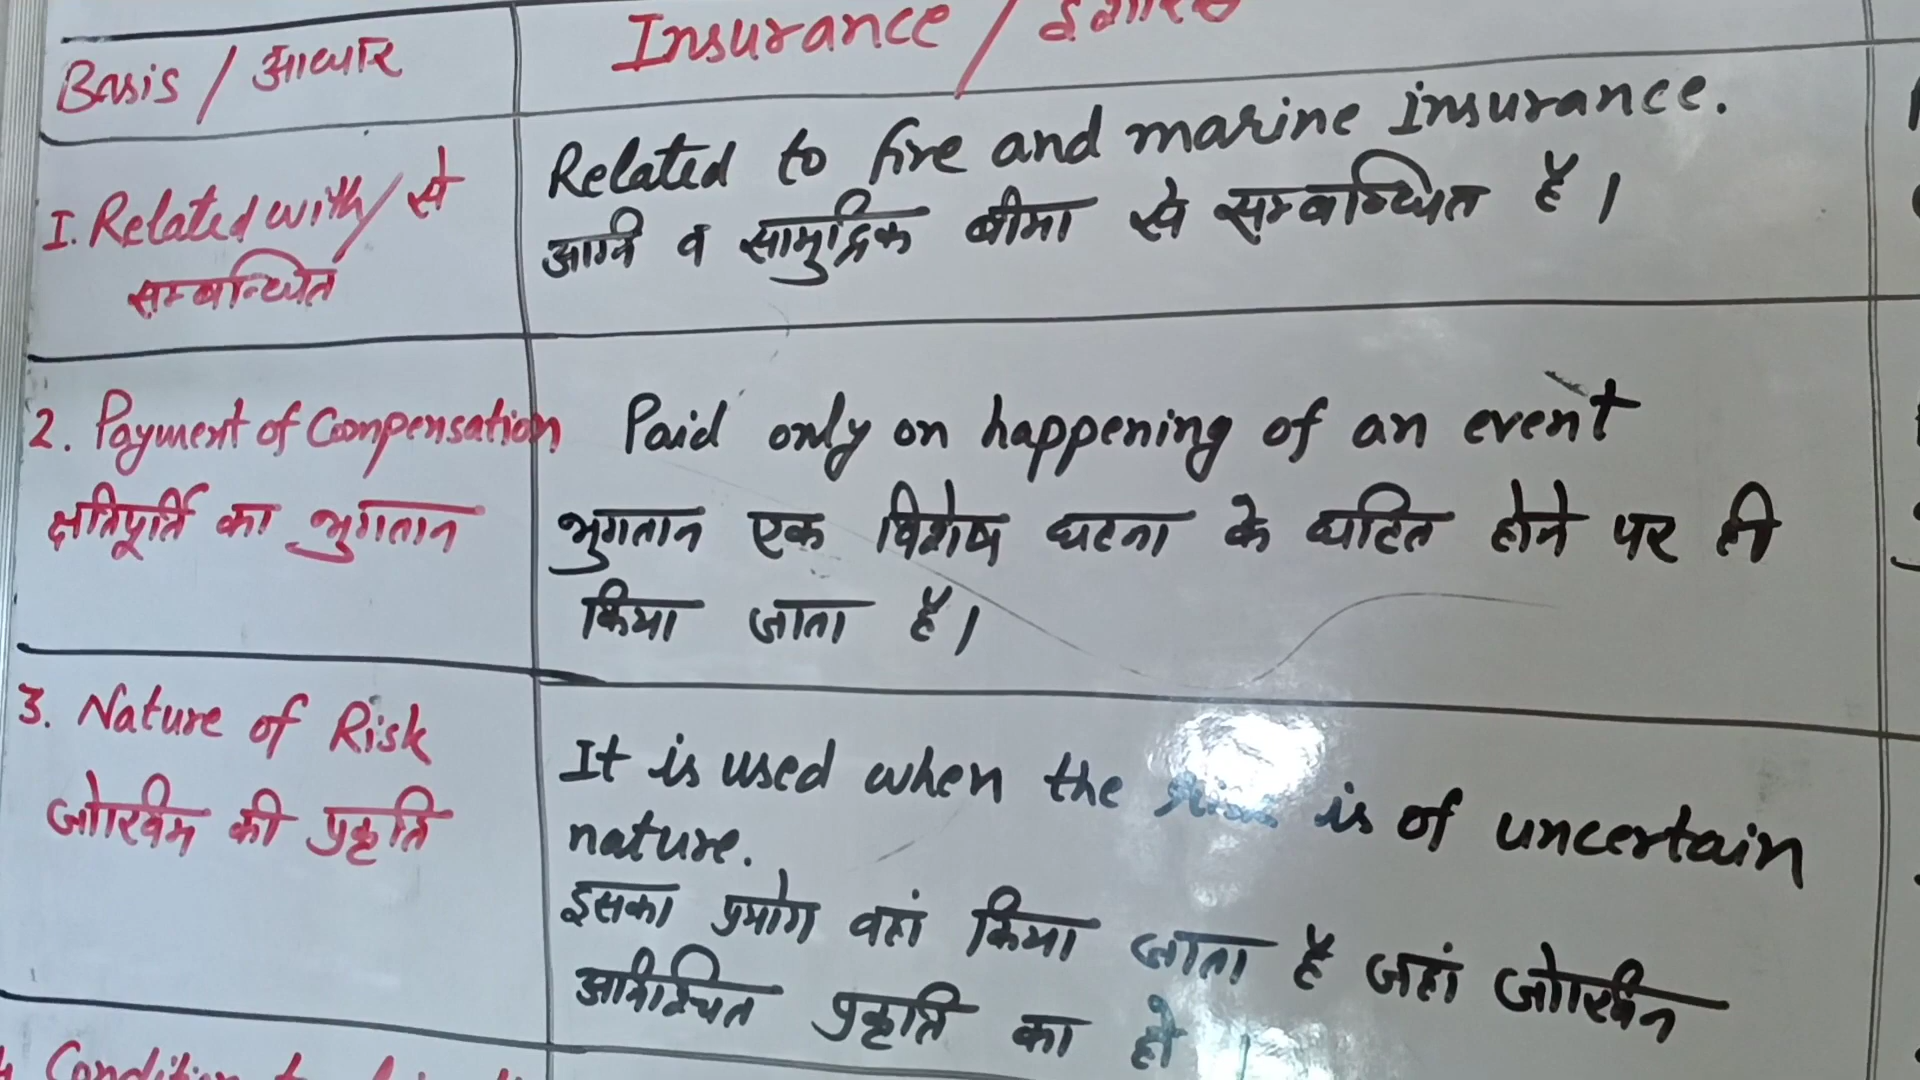 Basis / आधार
Insurance /
1. Related with / से
सम्बन्धित
Related to fire and marine insurance.
अग्नि व सामुद्रिक बीमा से सम्बन्धित है।
2. Payment of Compensation
क्षतिपूर्ति का भुगतान
Paid only on happening of an event
भुगतान एक विशेष घटना के घटित होने पर ही
किया जाता है।
3. Nature of Risk
जोखिम की प्रकृति
It is used when the risk is of uncertain
nature.
इसका प्रयोग वहां किया जाता है जहां जोखिम
अनिश्चित प्रकृति का हो